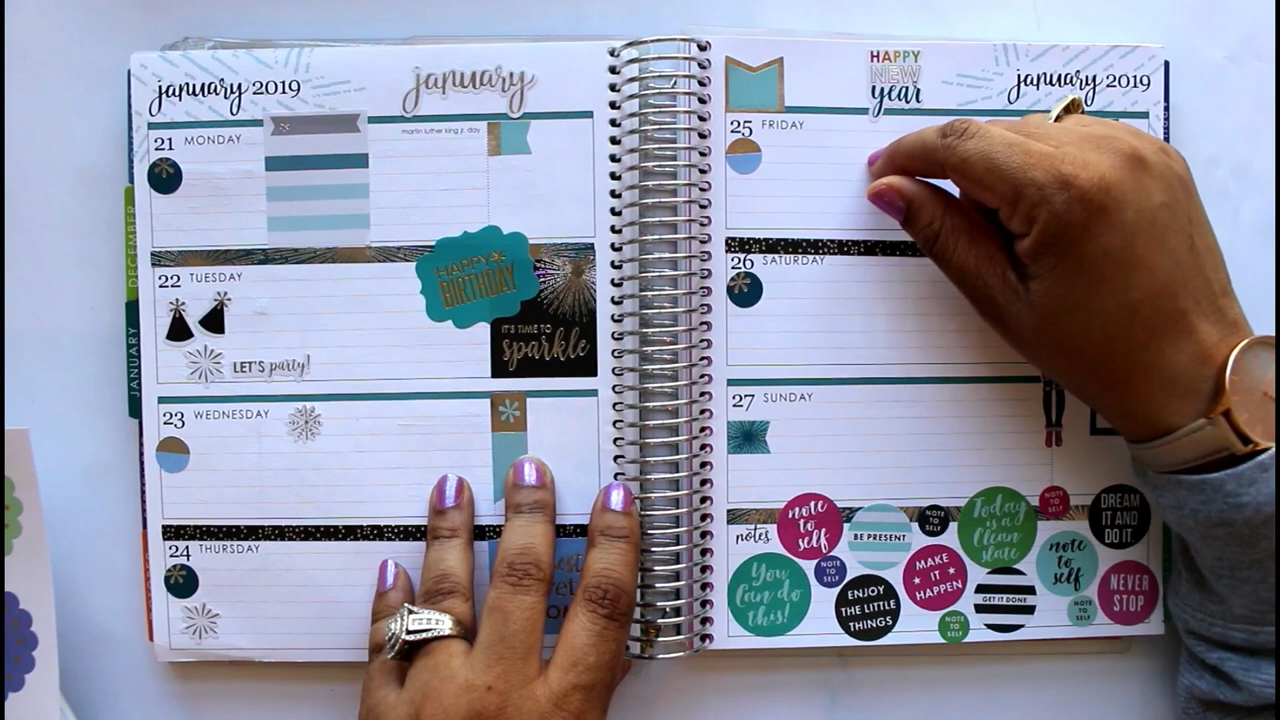 january 2019
january
21 MONDAY
martin luther king jr. day
22 TUESDAY
HAPPY
BIRTHDAY
IT'S TIME TO
sparkle
LET'S party!
23 WEDNESDAY
24 THURSDAY
DECEMBER
JANUARY
HAPPY
NEW
year
january 2019
25 FRIDAY
26 SATURDAY
27 SUNDAY
notes
note
to
self
BE PRESENT
NOTE
TO
SELF
Today
is a
Clean
slate
NOTE
TO
SELF
DREAM
IT AND
DO IT.
You
Can do
this!
NOTE
TO
SELF
ENJOY
THE LITTLE
THINGS
MAKE
IT
HAPPEN
NOTE
TO
SELF
GET IT DONE
note
to
self
NOTE
TO
SELF
NEVER
STOP